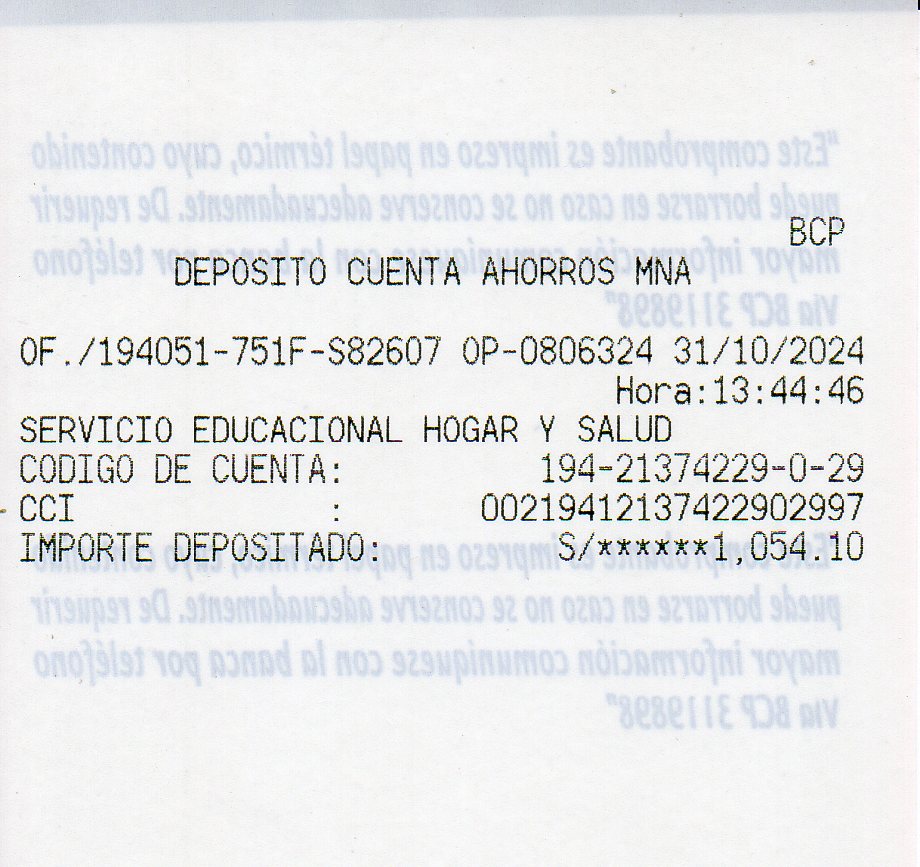 BCP
DEPOSITO CUENTA AHORROS MNA
OF./194051-751F-S82607 OP-0806324 31/10/2024
Hora:13:44:46
SERVICIO EDUCACIONAL HOGAR Y SALUD
CODIGO DE CUENTA: 194-21374229-0-29
CCI : 00219412137422902997
IMPORTE DEPOSITADO: S/******1,054.10
"Este comprobante es impreso en papel térmico, cuyo contenido
puede borrarse en caso no se conserve adecuadamente. De requerir
mayor información comuniquese con la banca por teléfono
Via BCP 3119898"
"Este comprobante es impreso en papel térmico, cuyo contenido
puede borrarse en caso no se conserve adecuadamente. De requerir
mayor información comuniquese con la banca por teléfono
Via BCP 3119898"